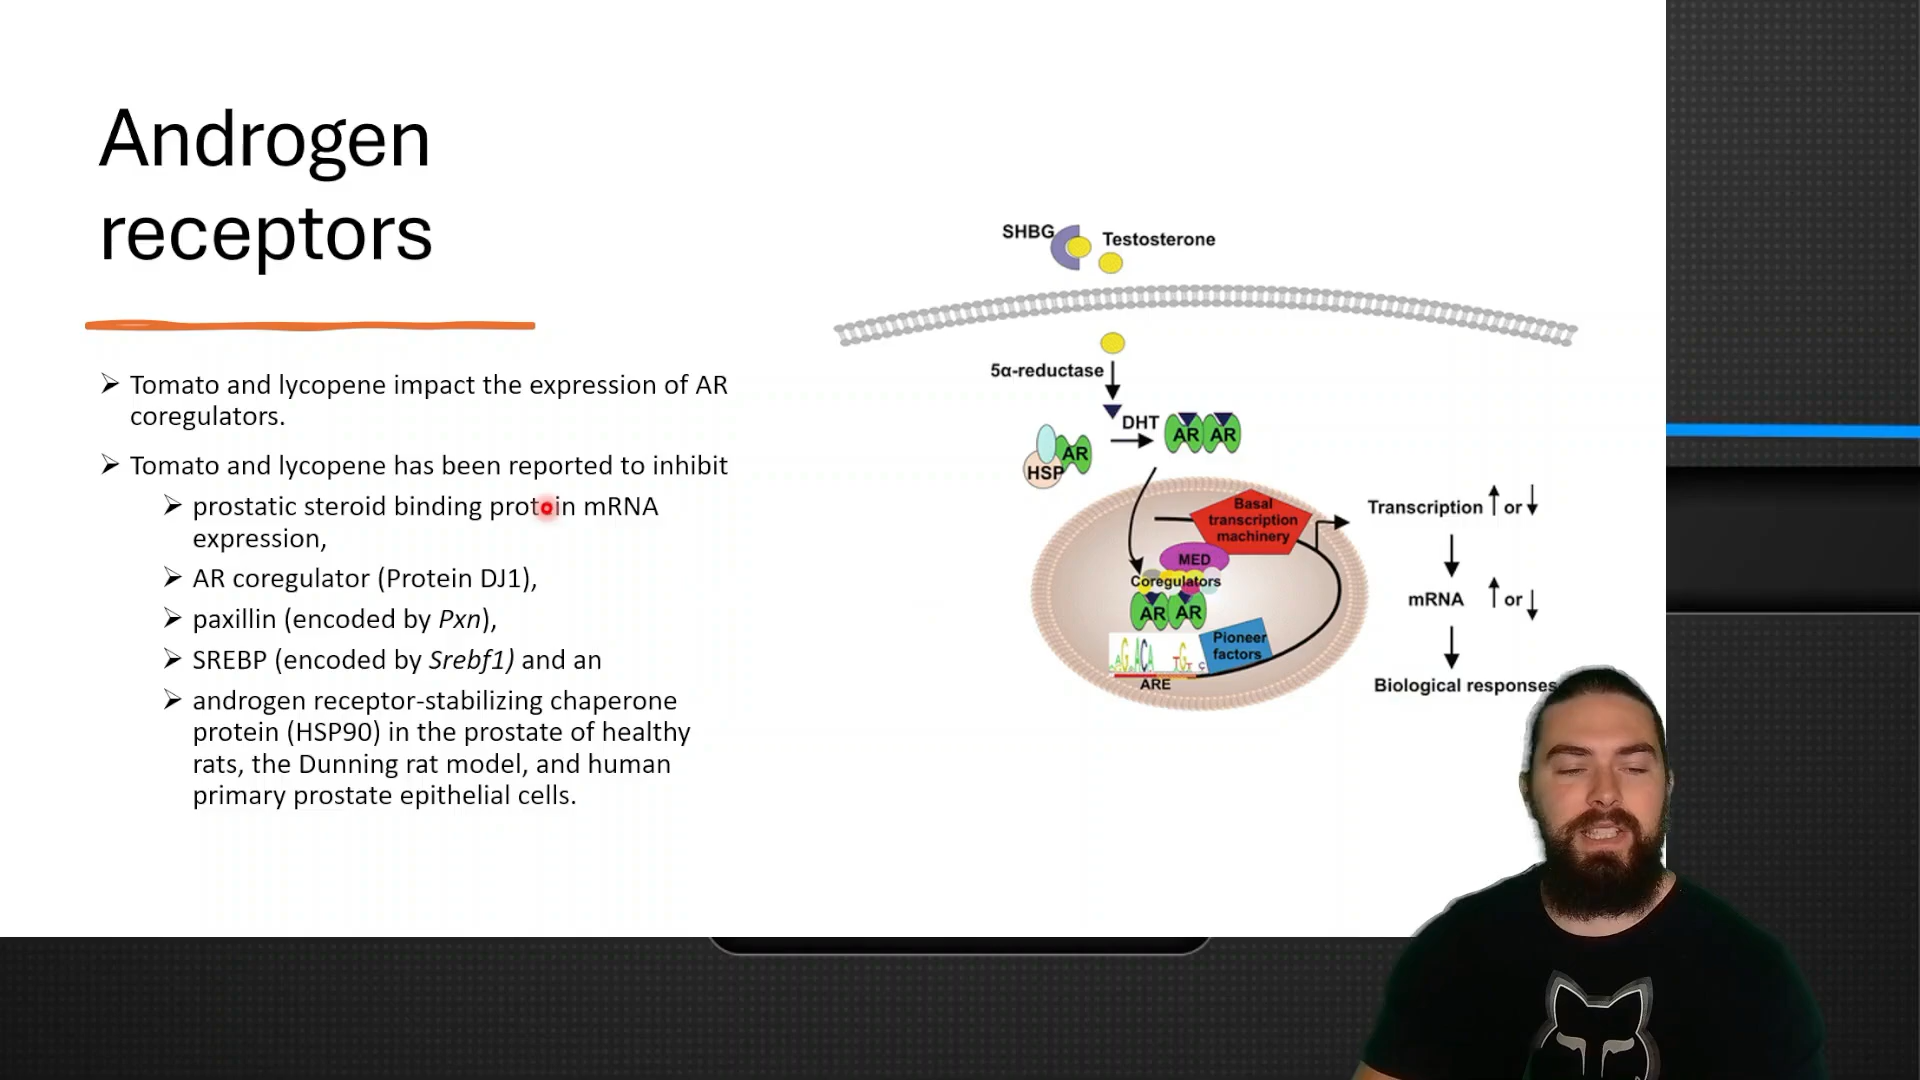 Androgen
receptors
Tomato and lycopene impact the expression of AR
coregulators.
Tomato and lycopene has been reported to inhibit
prostatic steroid binding protein mRNA
expression,
AR coregulator (Protein DJ1),
paxillin (encoded by Pxn),
SREBP (encoded by Srebf1) and an
androgen receptor-stabilizing chaperone
protein (HSP90) in the prostate of healthy
rats, the Dunning rat model, and human
primary prostate epithelial cells.
SHBG
Testosterone
5α-reductase
DHT
AR AR
AR
HSP
Basal
transcription
machinery
MED
Coregulators
AR AR
Pioneer
factors
ARE
Transcription ↑ or ↓
mRNA ↑ or ↓
Biological responses